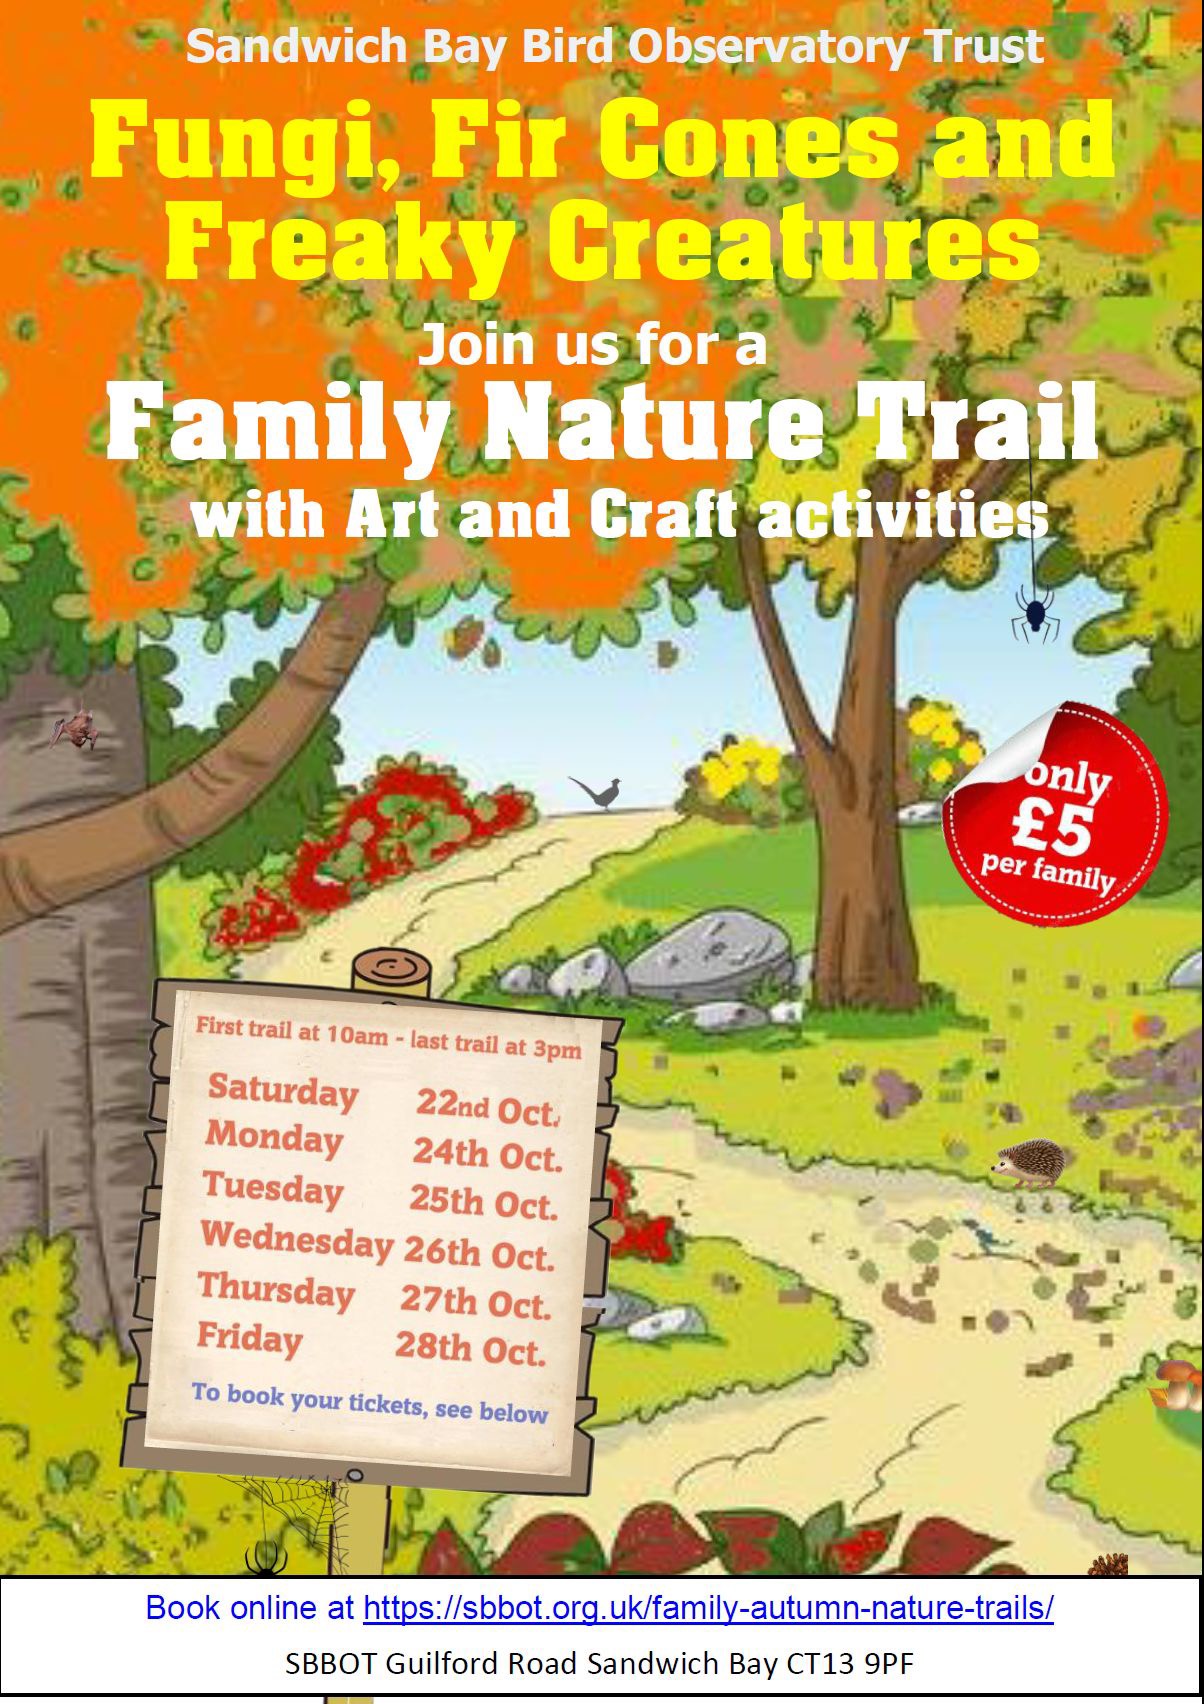 Sandwich Bay Bird Observatory Trust
Fungi, Fir Cones and
Freaky Creatures
Join us for a
Family Nature Trail
with Art and Craft activities
only
£5
per family
First trail at 10am - last trail at 3pm
Saturday 22nd Oct.
Monday 24th Oct.
Tuesday 25th Oct.
Wednesday 26th Oct.
Thursday 27th Oct.
Friday 28th Oct.
To book your tickets, see below
Book online at https://sbbot.org.uk/family-autumn-nature-trails/
SBBOT Guilford Road Sandwich Bay CT13 9PF